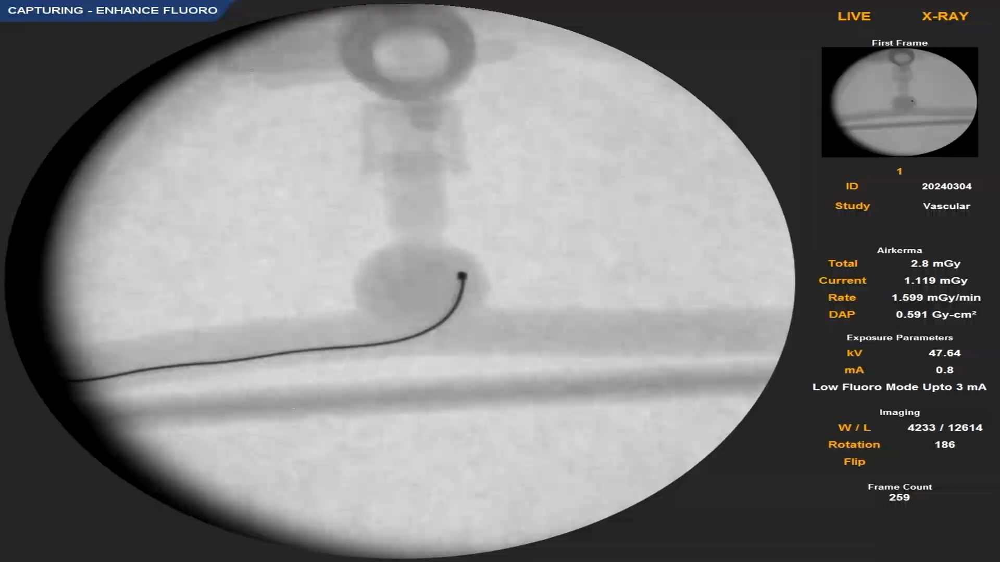 CAPTURING - ENHANCE FLUORO
LIVE X-RAY
First Frame
1
ID 20240304
Study Vascular
Airkerma
Total 2.8 mGy
Current 1.119 mGy
Rate 1.599 mGy/min
DAP 0.591 Gy-cm²
Exposure Parameters
kV 47.64
mA 0.8
Low Fluoro Mode Upto 3 mA
Imaging
W / L 4233 / 12614
Rotation 186
Flip
Frame Count
259